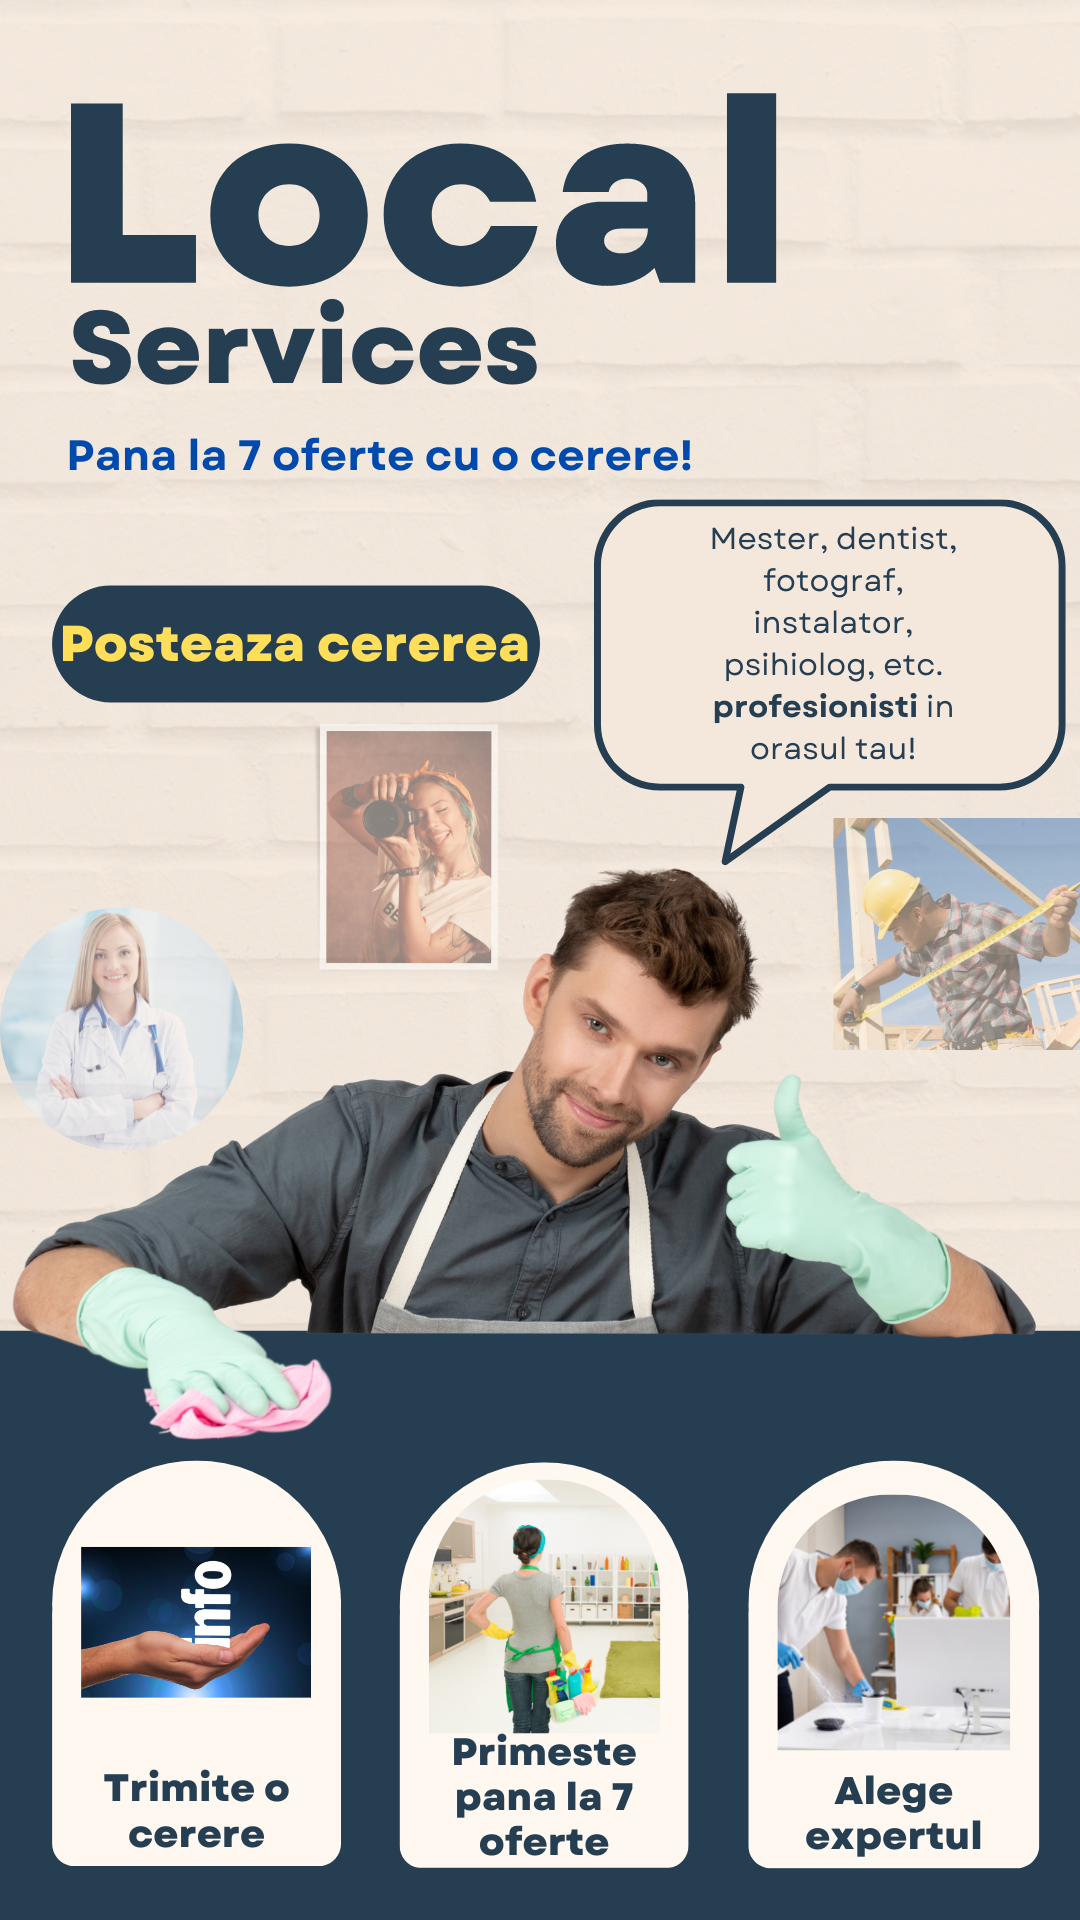 Local
Services
Pana la 7 oferte cu o cerere!
Mester, dentist,
fotograf,
instalator,
psihiolog, etc.
profesionisti in
orasul tau!
Posteaza cererea
BE
info
Trimite o
cerere
Primeste
pana la 7
oferte
Alege
expertul